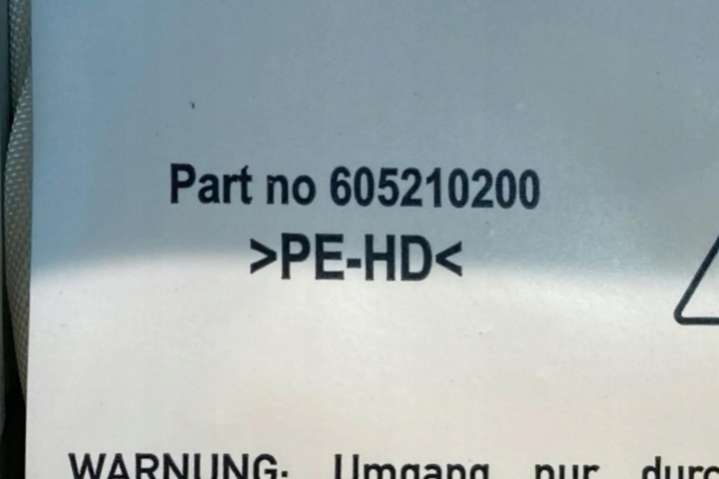 Part no 605210200
>PE-HD<
WARNUNG: Umgang nur